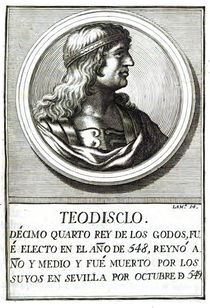 LAM.ª 14.
TEODISCLO.
DÉCIMO QUARTO REY DE LOS GODOS, FU
É ELECTO EN EL AÑO DE 548, REYNÓ A.
ÑO Y MEDIO Y FUÉ MUERTO POR LOS
SUYOS EN SEVILLA POR OCTUBRE D 549